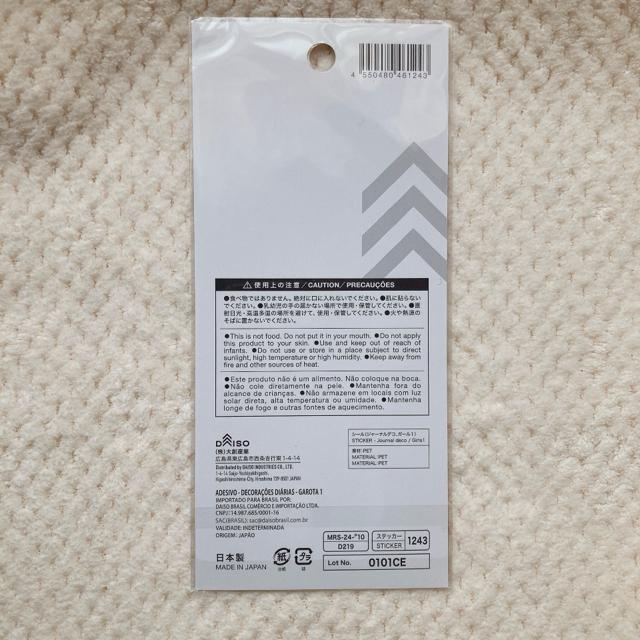 4 550480 461243
⚠ 使用上の注意/CAUTION/PRECAUÇÕES
●食べ物ではありません。絶対に口に入れないでください。●肌に貼らない
でください。●乳幼児の手の届かない場所で使用・保管してください。●直
射日光・高温多湿の場所を避けて、使用・保管してください。●火や熱源の
そばに置かないでください。
●This is not food. Do not put it in your mouth. ●Do not apply
this product to your skin. ●Use and keep out of reach of
infants. ●Do not use or store in a place subject to direct
sunlight, high temperature or high humidity. ●Keep away from
fire and other sources of heat.
●Este produto não é um alimento. Não coloque na boca.
●Não cole diretamente na pele. ●Mantenha fora do
alcance de crianças. ●Não armazene em locais com luz
solar direta, alta temperatura ou umidade. ●Mantenha
longe de fogo e outras fontes de aquecimento.
DAISO
(株)大創産業
広島県東広島市西条吉行東1-4-14
Distributed by DAISO INDUSTRIES CO., LTD.
1-4-14 Saijo-Yoshiyukihigashi,
Higashihiroshima-City, Hiroshima 739-8501 JAPAN
シール(ジャーナルデコ、ガール1)
STICKER - Journal deco / Girls1
素材:PET
MATERIAL:PET
MATERIAL:PET
ADESIVO - DECORAÇÕES DIÁRIAS - GAROTA 1
IMPORTADO PARA BRASIL POR:
DAISO BRASIL COMÉRCIO E IMPORTAÇÃO LTDA.
CNPJ:14.987.685/0001-16
SAC(BRASIL): sac@daisobrasil.com.br
VALIDADE: INDETERMINADA
ORIGEM: JAPÃO
日本製
MADE IN JAPAN
紙
台紙
プラ
袋
MRS-24-'10
D219
ステッカー
STICKER
1243
Lot No.
0101CE